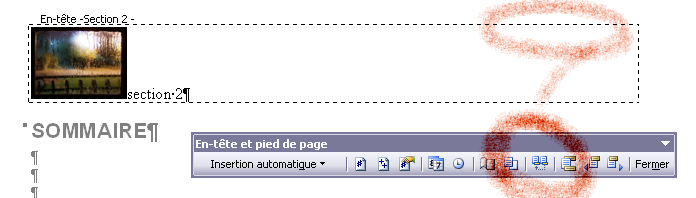 En-tête -Section 2 -
section·2¶
SOMMAIRE¶
¶
¶
¶
En-tête et pied de page
Insertion automatique
Fermer